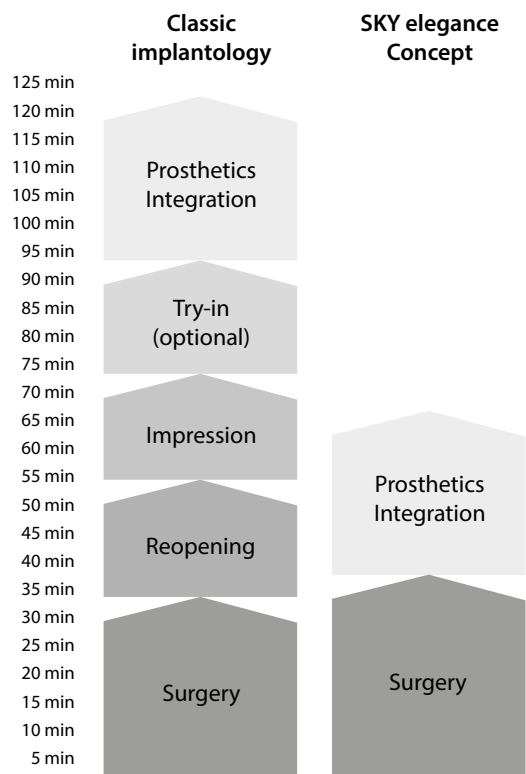 Classic
implantology
SKY elegance
Concept
125 min
120 min
115 min
110 min
105 min
100 min
95 min
90 min
85 min
80 min
75 min
70 min
65 min
60 min
55 min
50 min
45 min
40 min
35 min
30 min
25 min
20 min
15 min
10 min
5 min
Prosthetics
Integration
Try-in
(optional)
Impression
Reopening
Surgery
Prosthetics
Integration
Surgery